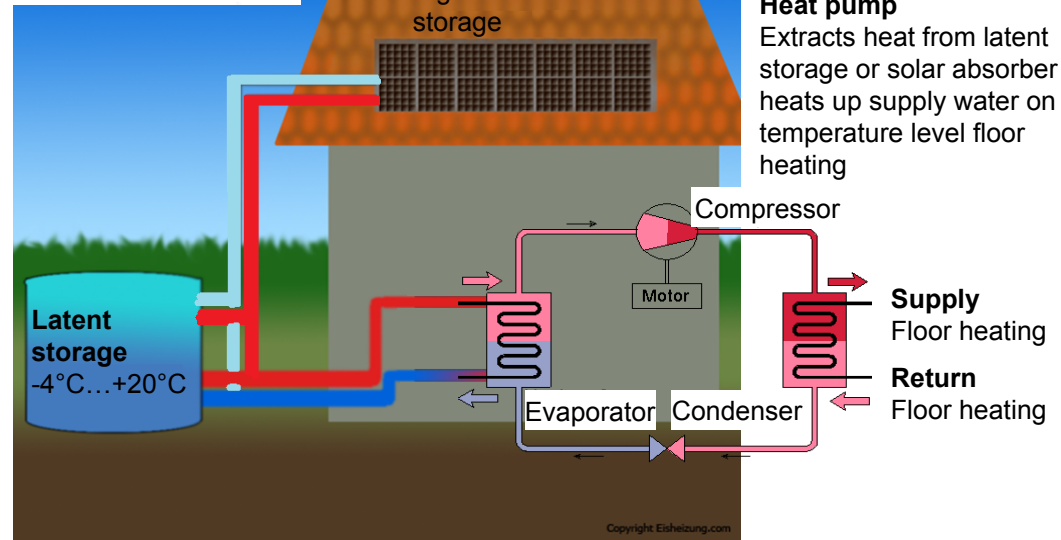 storage
Heat pump
Extracts heat from latent
storage or solar absorber
heats up supply water on
temperature level floor
heating
Compressor
Motor
Latent
storage
-4°C…+20°C
Supply
Floor heating
Return
Floor heating
Evaporator
Condenser
Copyright Eisheizung.com